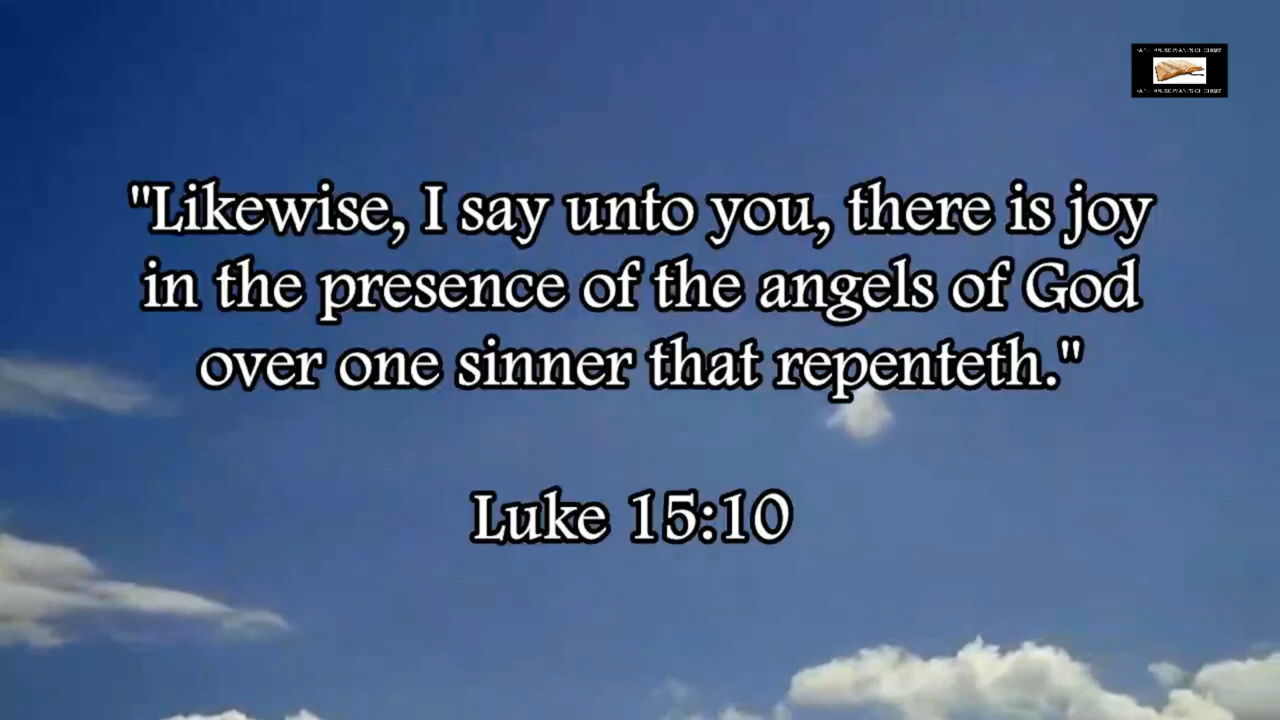 "Likewise, I say unto you, there is joy
in the presence of the angels of God
over one sinner that repenteth."
Luke 15:10